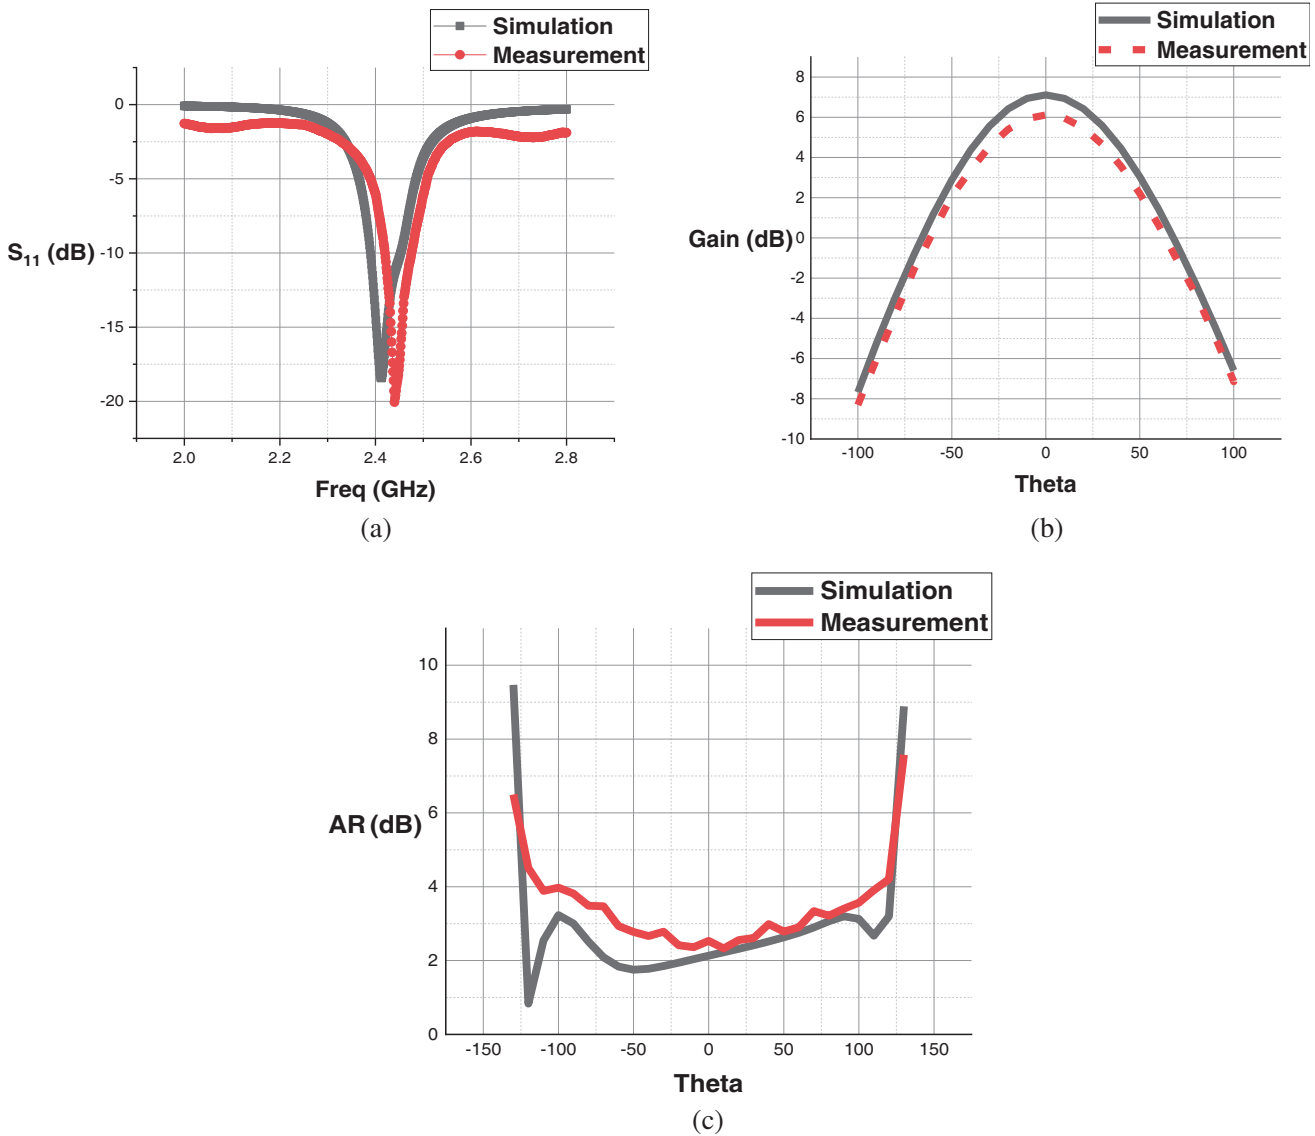 Simulation
Measurement
0
-5
-10
-15
-20
S11 (dB)
2.0 2.2 2.4 2.6 2.8
Freq (GHz)
(a)
Simulation
Measurement
8
6
4
2
0
-2
-4
-6
-8
-10
Gain (dB)
-100 -50 0 50 100
Theta
(b)
Simulation
Measurement
10
8
6
4
2
0
AR (dB)
-150 -100 -50 0 50 100 150
Theta
(c)